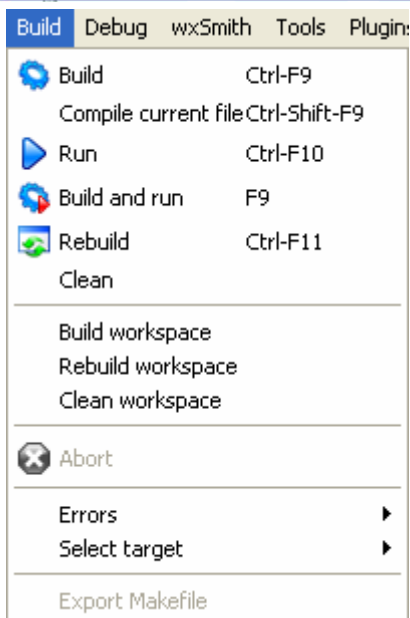 Build Debug wxSmith Tools Plugins
Build Ctrl-F9
Compile current file Ctrl-Shift-F9
Run Ctrl-F10
Build and run F9
Rebuild Ctrl-F11
Clean
Build workspace
Rebuild workspace
Clean workspace
Abort
Errors
Select target
Export Makefile